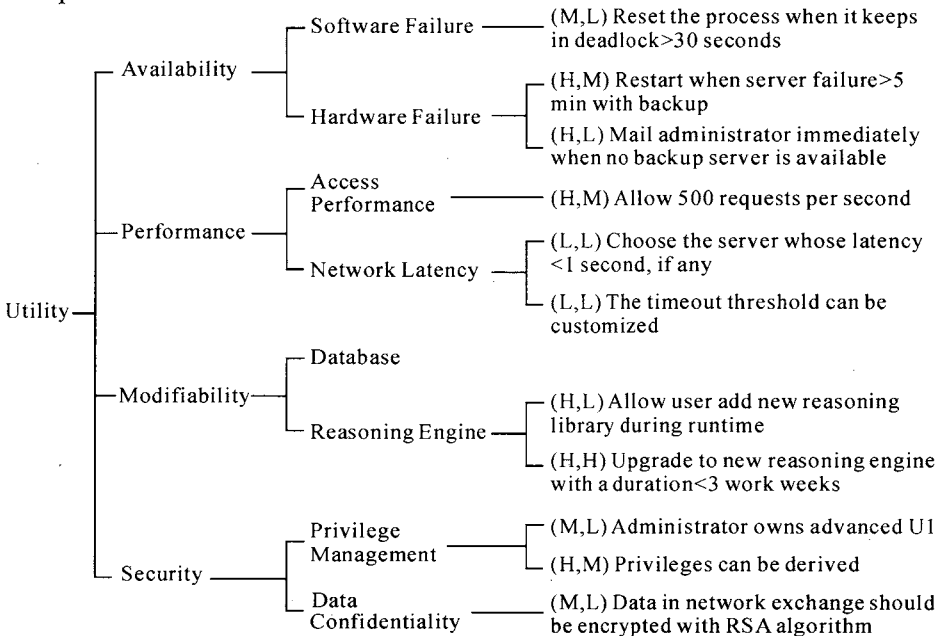 Software Failure
(M,L) Reset the process when it keeps
in deadlock>30 seconds
Availability
Hardware Failure
(H,M) Restart when server failure>5
min with backup
(H,L) Mail administrator immediately
when no backup server is available
Utility
Performance
Access
Performance
(H,M) Allow 500 requests per second
Network Latency
(L,L) Choose the server whose latency
<1 second, if any
(L,L) The timeout threshold can be
customized
Modifiability
Database
Reasoning Engine
(H,L) Allow user add new reasoning
library during runtime
(H,H) Upgrade to new reasoning engine
with a duration<3 work weeks
Security
Privilege
Management
(M,L) Administrator owns advanced U1
(H,M) Privileges can be derived
Data
Confidentiality
(M,L) Data in network exchange should
be encrypted with RSA algorithm